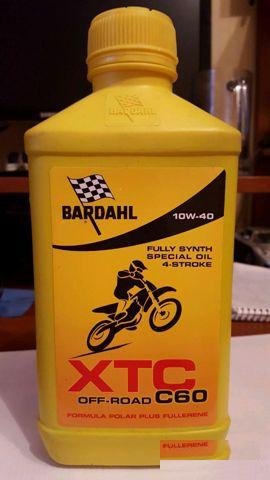 BARDAHL
BARDAHL
10W-40
FULLY SYNTH
SPECIAL OIL
4-STROKE
XTC
OFF-ROAD C60
FORMULA POLAR PLUS FULLERENE
FULLERENE